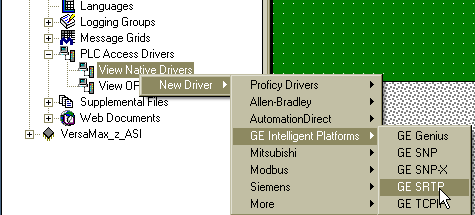 Languages
Logging Groups
Message Grids
PLC Access Drivers
View Native Drivers
View OF
Supplemental Files
Web Documents
VersaMax_z_ASI
New Driver
Proficy Drivers
Allen-Bradley
AutomationDirect
GE Intelligent Platforms
Mitsubishi
Modbus
Siemens
More
GE Genius
GE SNP
GE SNP-X
GE SRTP
GE TCPIP